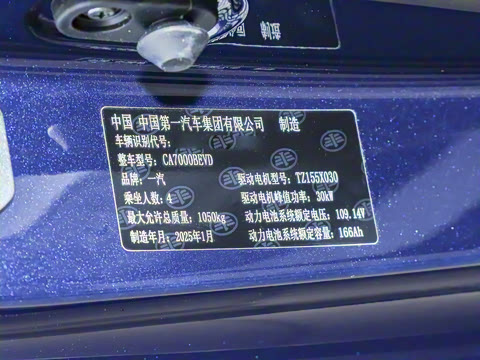 中国 中国第一汽车集团有限公司 制造
车辆识别代号:
整车型号: CA7000BEVD
品牌: 一汽 驱动电机型号: TZ155X030
乘坐人数: 4 驱动电机峰值功率: 30kW
最大允许总质量: 1050kg 动力电池系统额定电压: 109.14V
制造年月: 2025年1月 动力电池系统额定容量: 166Ah